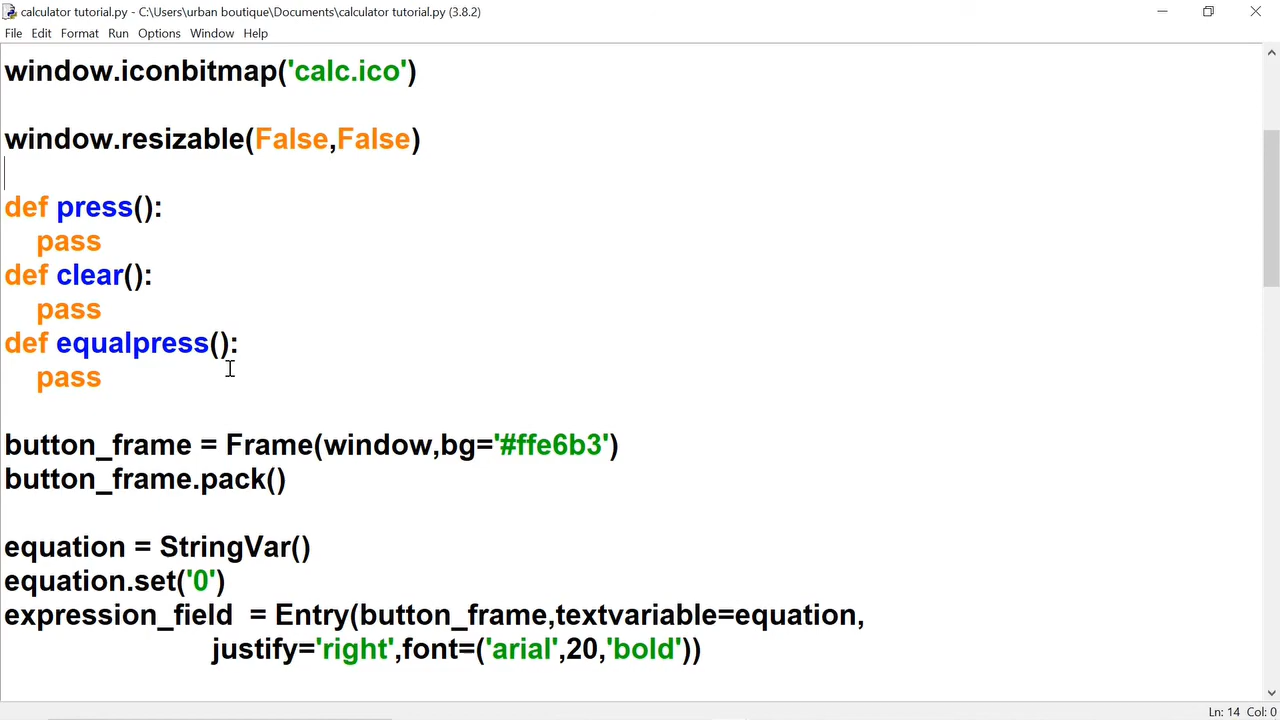 calculator tutorial.py - C:\Users\urban boutique\Documents\calculator tutorial.py (3.8.2)
File Edit Format Run Options Window Help
window.iconbitmap('calc.ico')
window.resizable(False,False)
def press():
    pass
def clear():
    pass
def equalpress():
    pass
button_frame = Frame(window,bg='#ffe6b3')
button_frame.pack()
equation = StringVar()
equation.set('0')
expression_field  = Entry(button_frame,textvariable=equation,
                          justify='right',font=('arial',20,'bold'))
Ln: 14 Col: 0